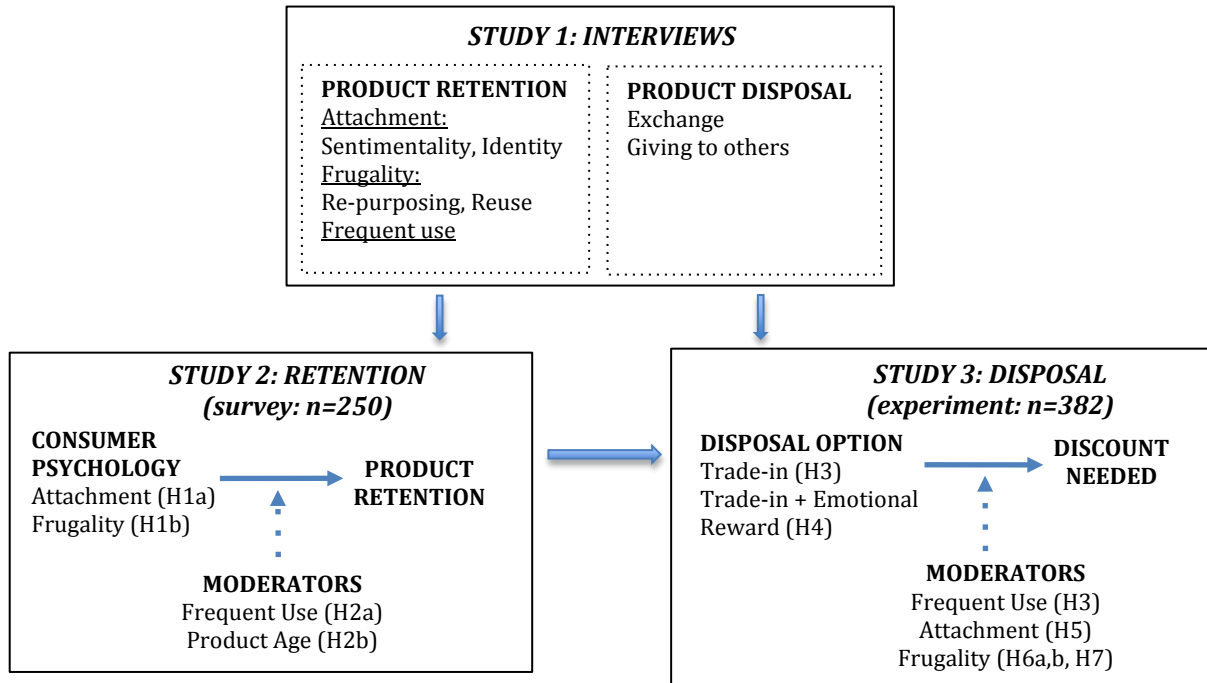 STUDY 1: INTERVIEWS
PRODUCT RETENTION
Attachment:
Sentimentality, Identity
Frugality:
Re-purposing, Reuse
Frequent use
PRODUCT DISPOSAL
Exchange
Giving to others
STUDY 2: RETENTION
(survey: n=250)
CONSUMER
PSYCHOLOGY
Attachment (H1a)
Frugality (H1b)
PRODUCT
RETENTION
MODERATORS
Frequent Use (H2a)
Product Age (H2b)
STUDY 3: DISPOSAL
(experiment: n=382)
DISPOSAL OPTION
Trade-in (H3)
Trade-in + Emotional
Reward (H4)
DISCOUNT
NEEDED
MODERATORS
Frequent Use (H3)
Attachment (H5)
Frugality (H6a,b, H7)